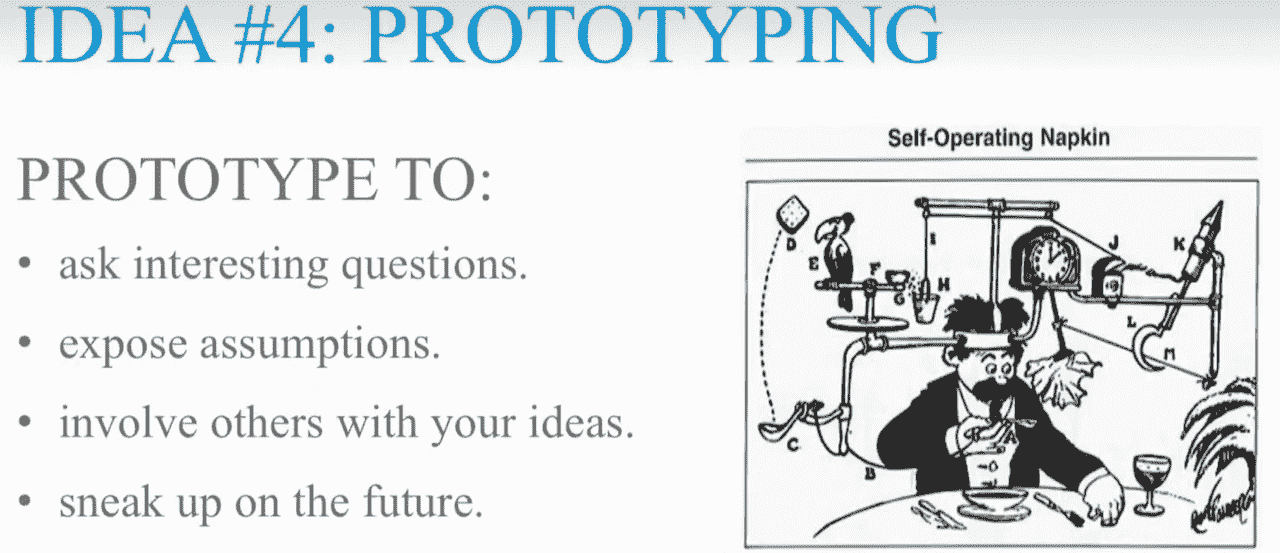 IDEA #4: PROTOTYPING
PROTOTYPE TO:
• ask interesting questions.
• expose assumptions.
• involve others with your ideas.
• sneak up on the future.
Self-Operating Napkin
D
E
F
G
H
I
J
K
L
M
C
B
A